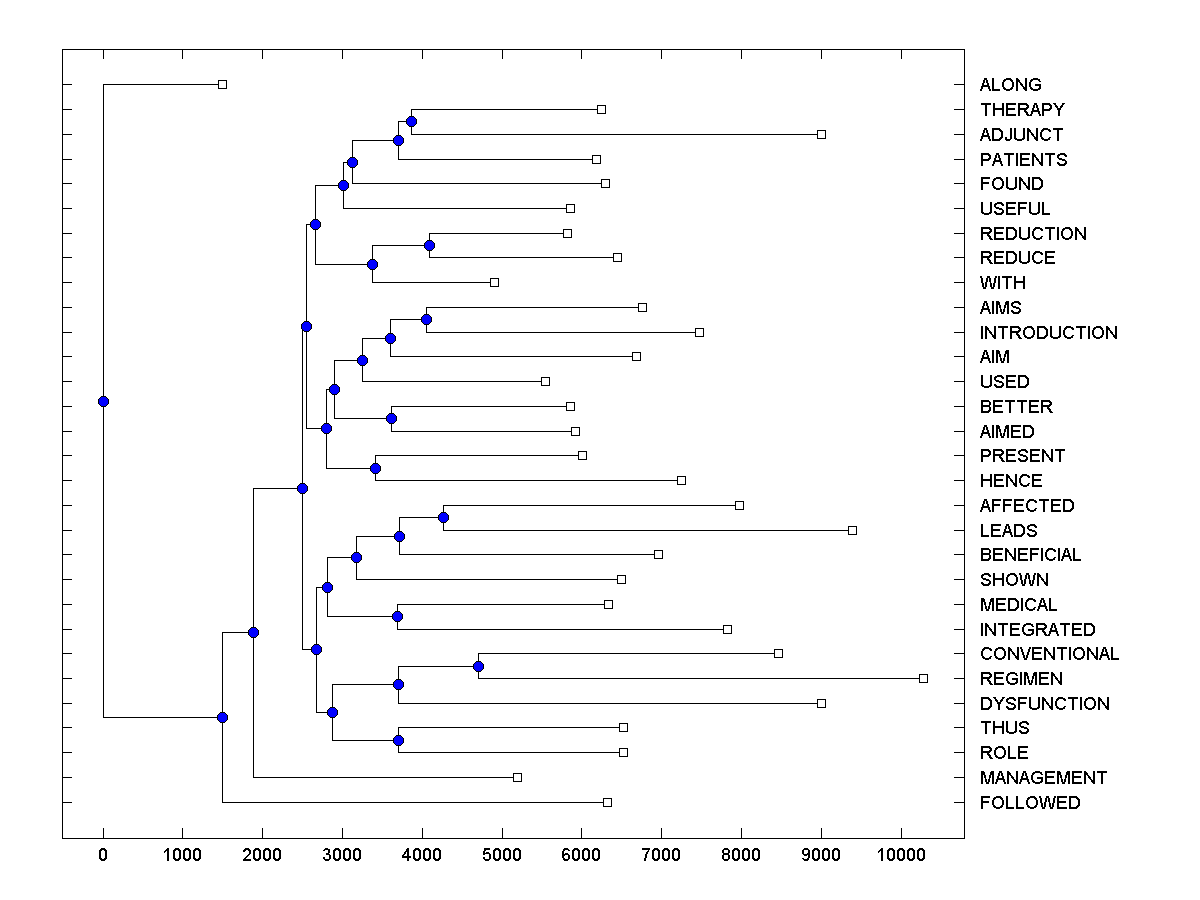 ALONG
THERAPY
ADJUNCT
PATIENTS
FOUND
USEFUL
REDUCTION
REDUCE
WITH
AIMS
INTRODUCTION
AIM
USED
BETTER
AIMED
PRESENT
HENCE
AFFECTED
LEADS
BENEFICIAL
SHOWN
MEDICAL
INTEGRATED
CONVENTIONAL
REGIMEN
DYSFUNCTION
THUS
ROLE
MANAGEMENT
FOLLOWED
0 1000 2000 3000 4000 5000 6000 7000 8000 9000 10000